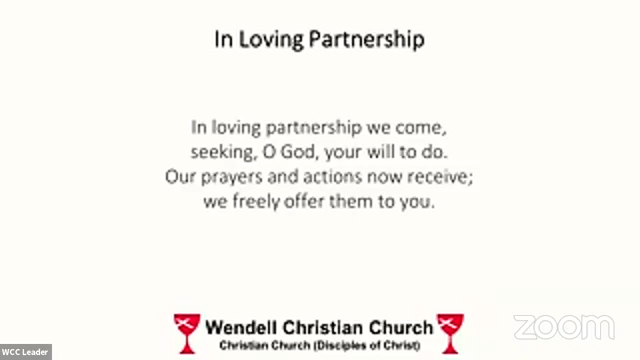 In Loving Partnership
In loving partnership we come,
seeking, O God, your will to do.
Our prayers and actions now receive;
we freely offer them to you.
Wendell Christian Church
Christian Church (Disciples of Christ)
zoom
WCC Leader